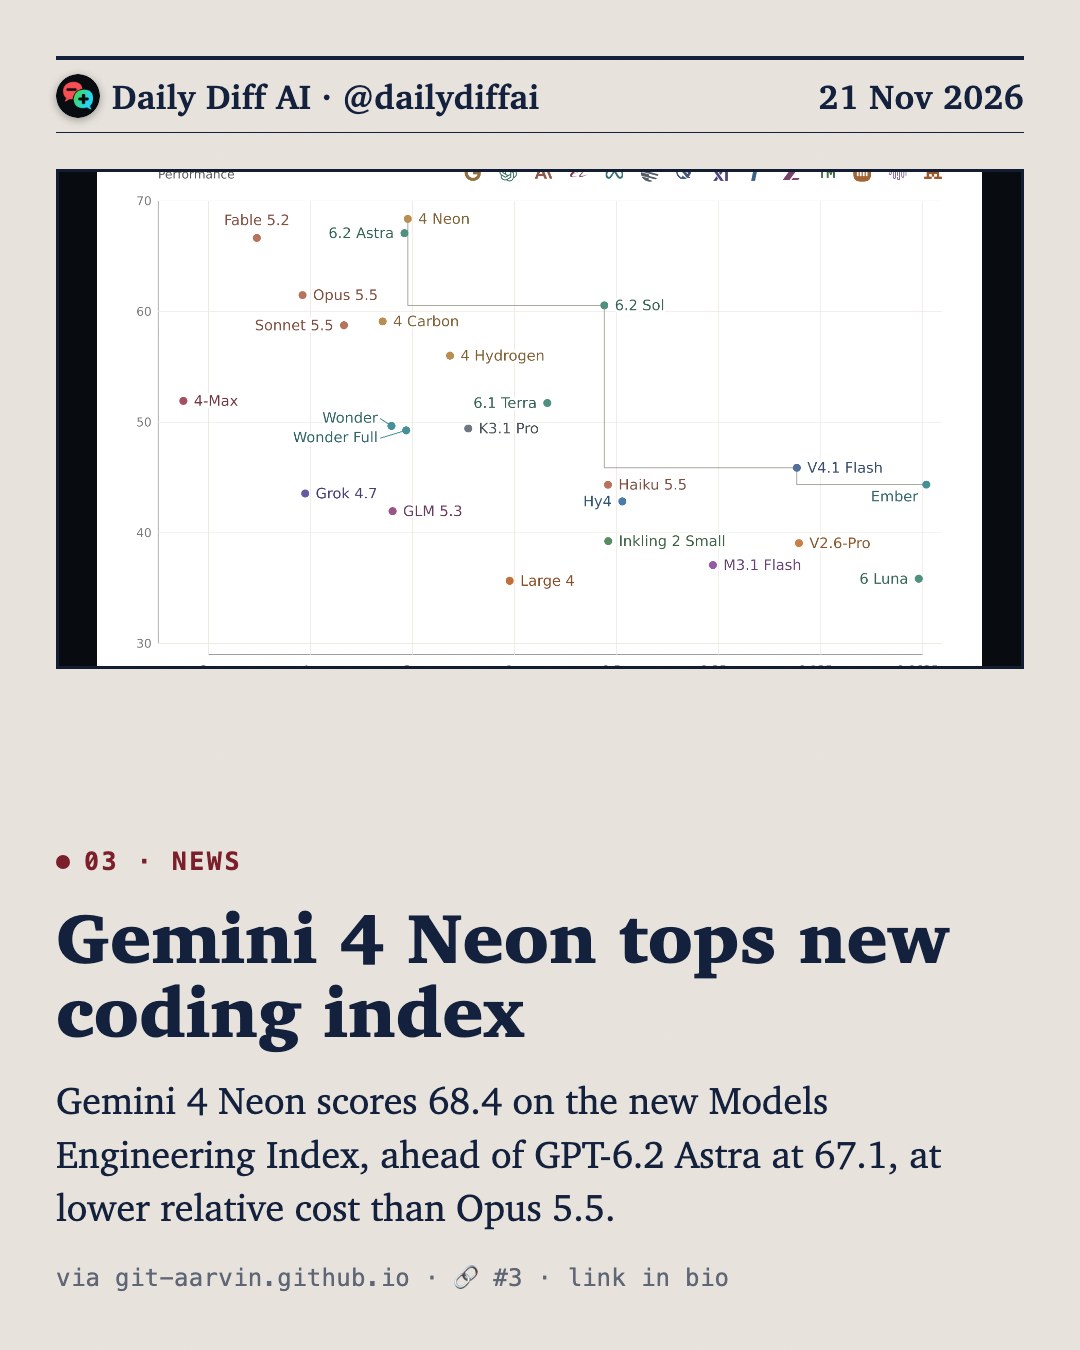 Daily Diff AI · @dailydiffai
21 Nov 2026
Performance
70
Fable 5.2
4 Neon
6.2 Astra
Opus 5.5
60
6.2 Sol
Sonnet 5.5
4 Carbon
4 Hydrogen
4-Max
6.1 Terra
50
Wonder
Wonder Full
K3.1 Pro
V4.1 Flash
Haiku 5.5
Grok 4.7
Hy4
Ember
GLM 5.3
40
Inkling 2 Small
V2.6-Pro
M3.1 Flash
Large 4
6 Luna
30
03 · NEWS
Gemini 4 Neon tops new
coding index
Gemini 4 Neon scores 68.4 on the new Models
Engineering Index, ahead of GPT-6.2 Astra at 67.1, at
lower relative cost than Opus 5.5.
via git-aarvin.github.io · 🔗 #3 · link in bio